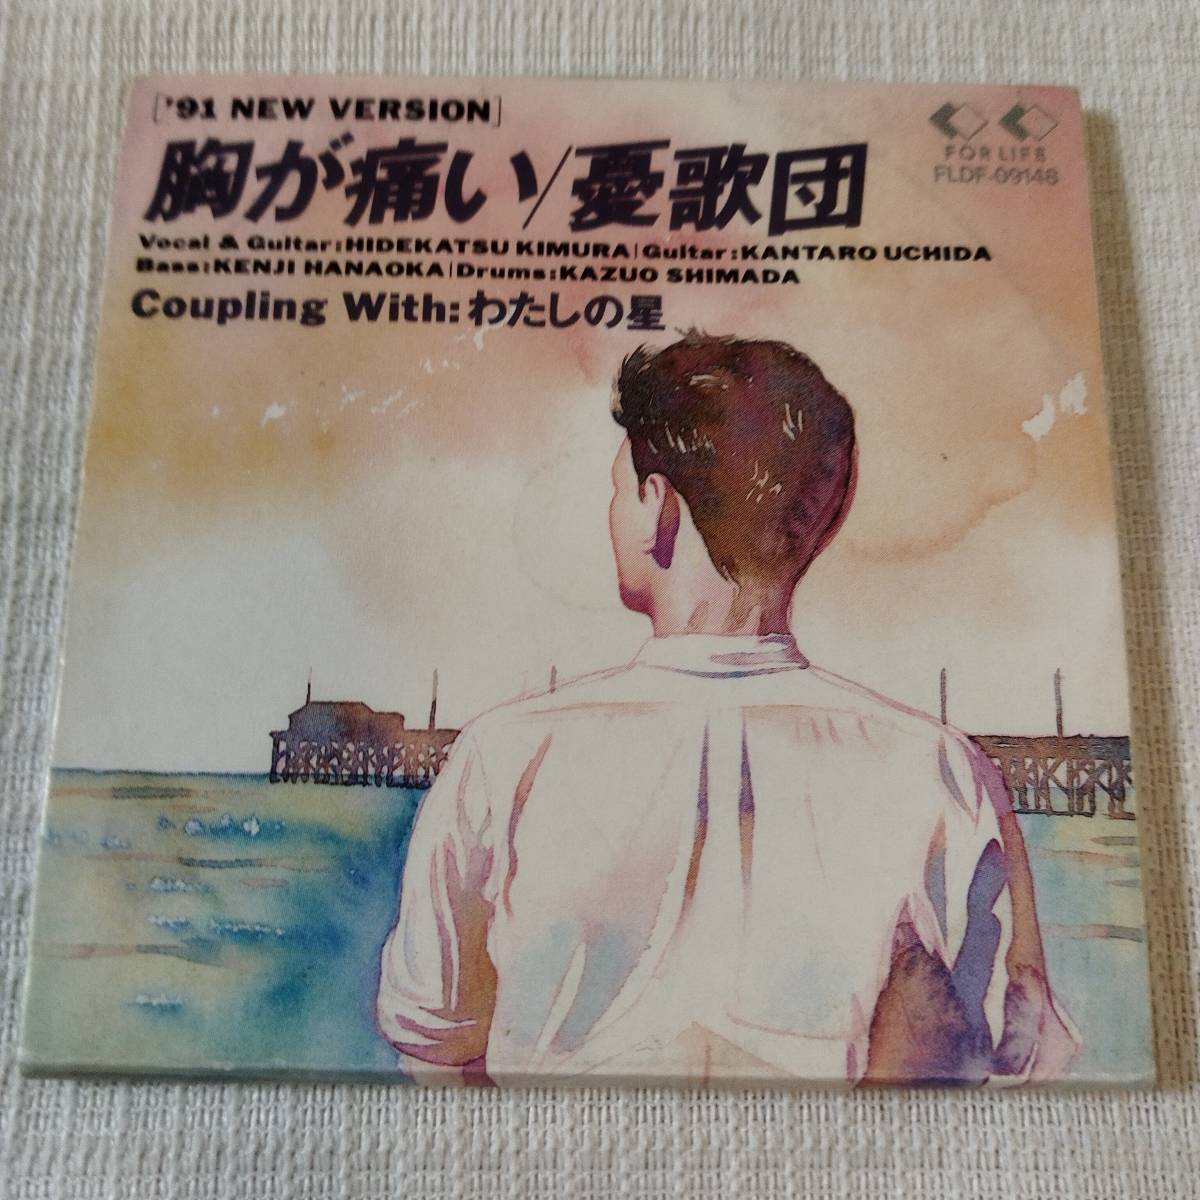 ['91 NEW VERSION]
胸が痛い/憂歌団
Vocal & Guitar:HIDEKATSU KIMURA|Guitar:KANTARO UCHIDA
Bass:KENJI HANAOKA|Drums:KAZUO SHIMADA
Coupling With:わたしの星
FOR LIFE
FLDF-09148